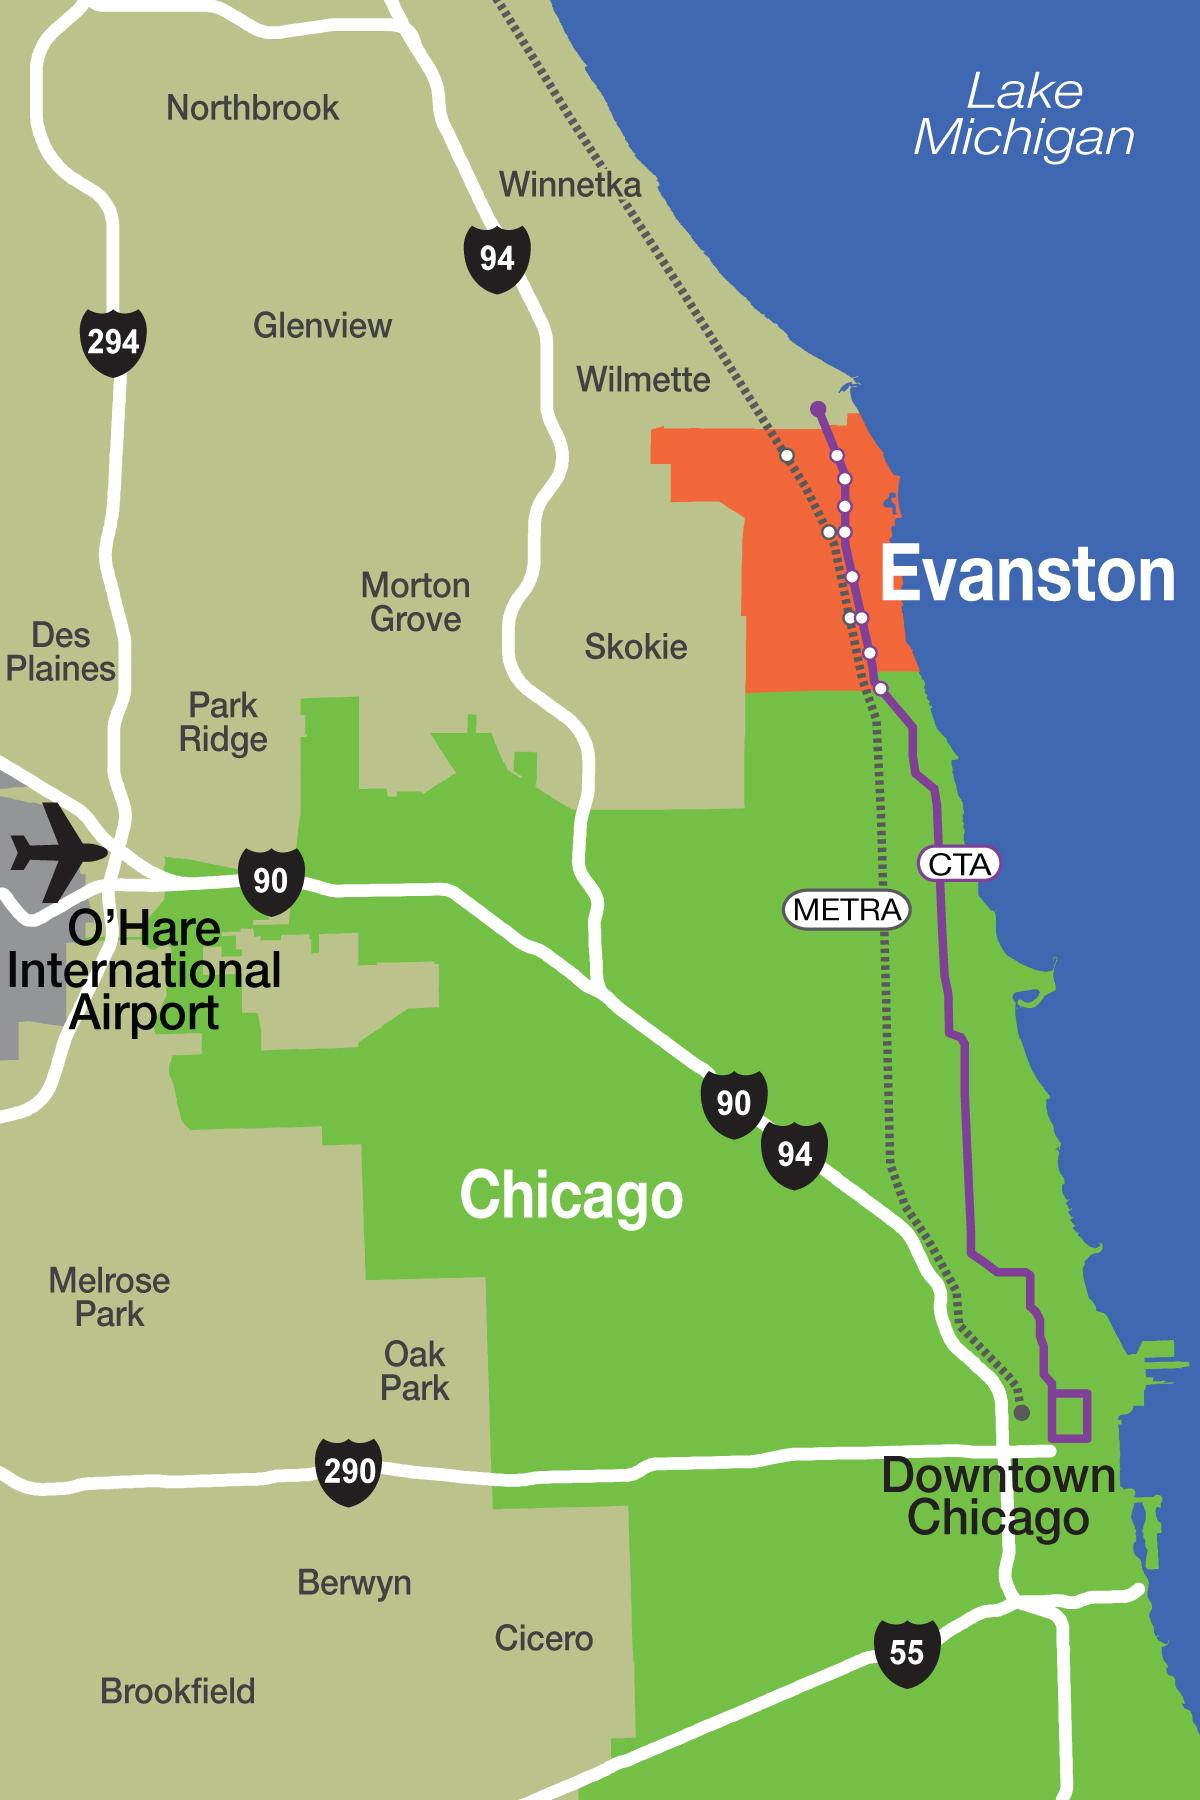 Lake
Michigan
Northbrook
Winnetka
94
294
Glenview
Wilmette
Evanston
Morton
Grove
Des
Plaines
Skokie
Park
Ridge
CTA
90
METRA
O'Hare
International
Airport
90
94
Chicago
Melrose
Park
Oak
Park
290
Downtown
Chicago
Berwyn
Cicero
55
Brookfield